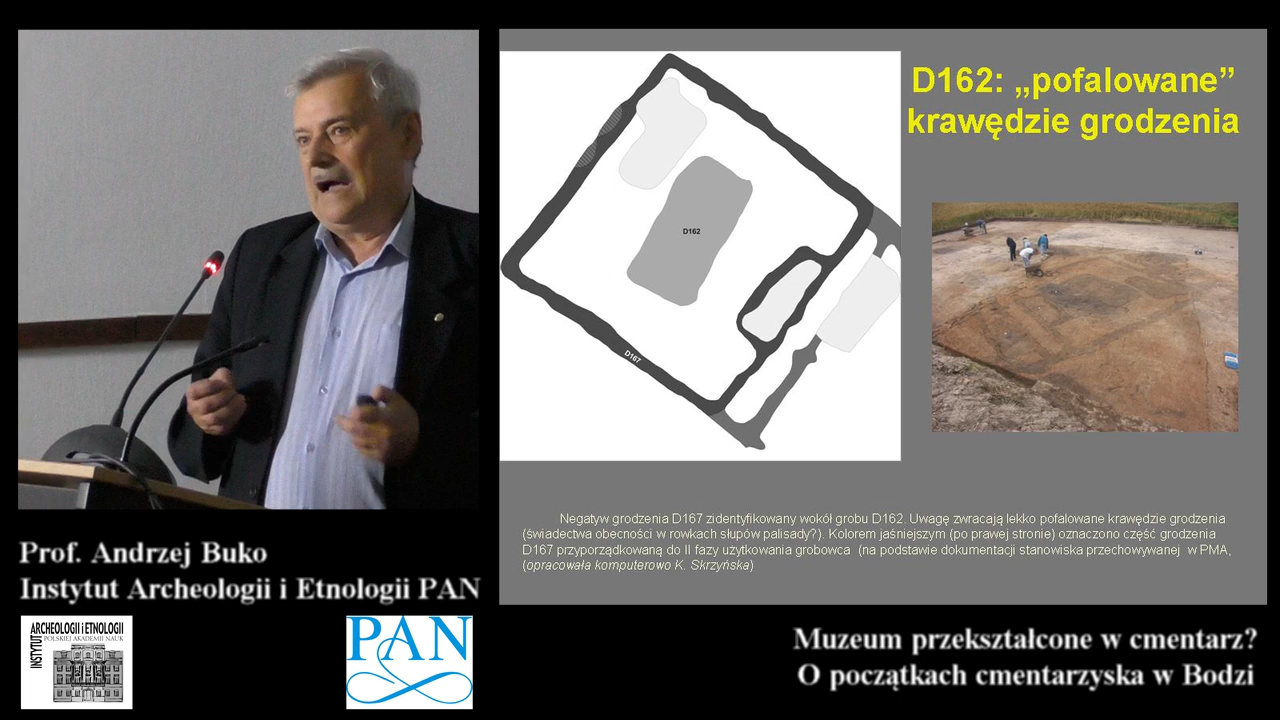 D162: „pofalowane”
krawędzie grodzenia
D162
D167
Negatyw grodzenia D167 zidentyfikowany wokół grobu D162. Uwagę zwracają lekko pofalowane krawędzie grodzenia
(świadectwa obecności w rowkach słupów palisady?). Kolorem jaśniejszym (po prawej stronie) oznaczono część grodzenia
D167 przyporządkowaną do II fazy użytkowania grobowca (na podstawie dokumentacji stanowiska przechowywanej w PMA,
(opracowała komputerowo K. Skrzyńska)
Prof. Andrzej Buko
Instytut Archeologii i Etnologii PAN
INSTYTUT
ARCHEOLOGII i ETNOLOGII
POLSKIEJ AKADEMII NAUK
PAN
Muzeum przekształcone w cmentarz?
O początkach cmentarzyska w Bodzi